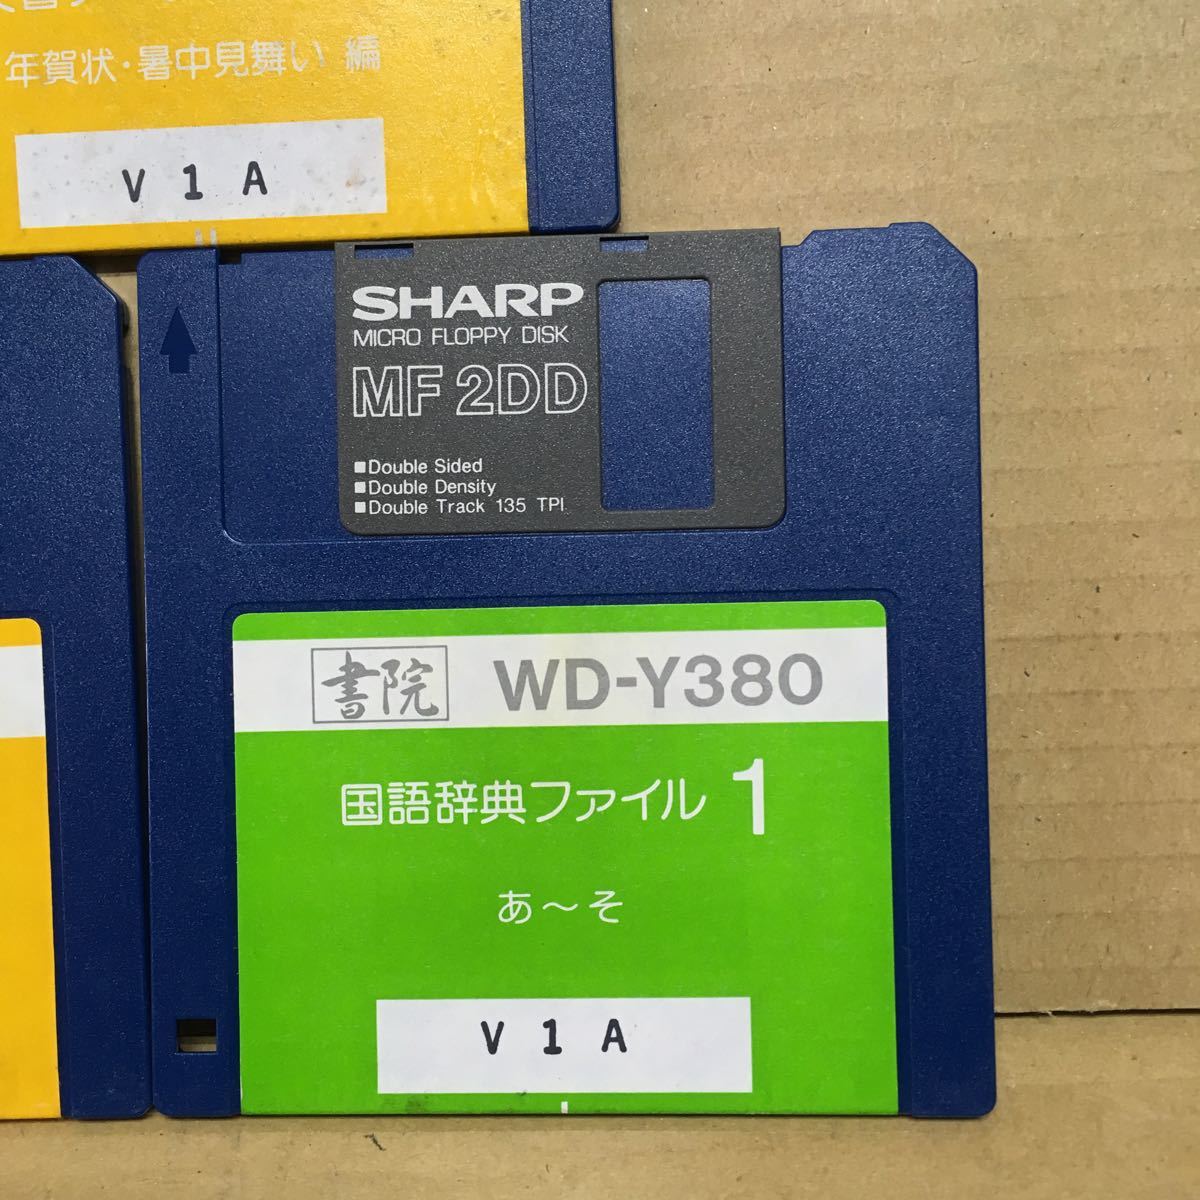 年賀状・暑中見舞い 編
V 1 A
SHARP
MICRO FLOPPY DISK
MF 2DD
■Double Sided
■Double Density
■Double Track 135 TPI
書院 WD-Y380
国語辞典ファイル 1
あ〜そ
V 1 A